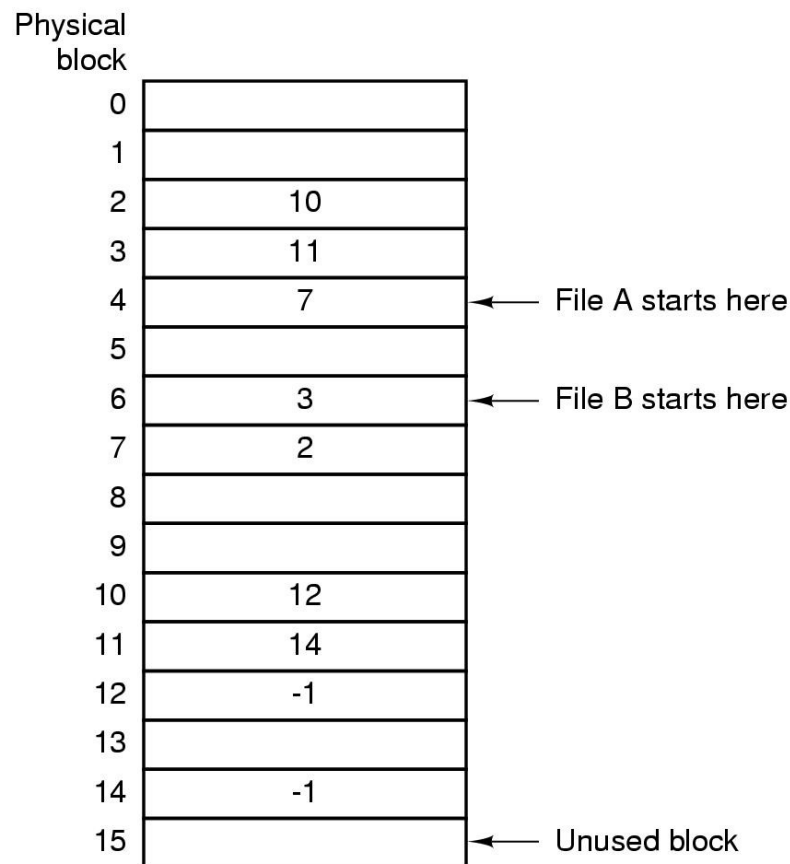 Physical
block
0
1
2 10
3 11
4 7 File A starts here
5
6 3 File B starts here
7 2
8
9
10 12
11 14
12 -1
13
14 -1
15 Unused block